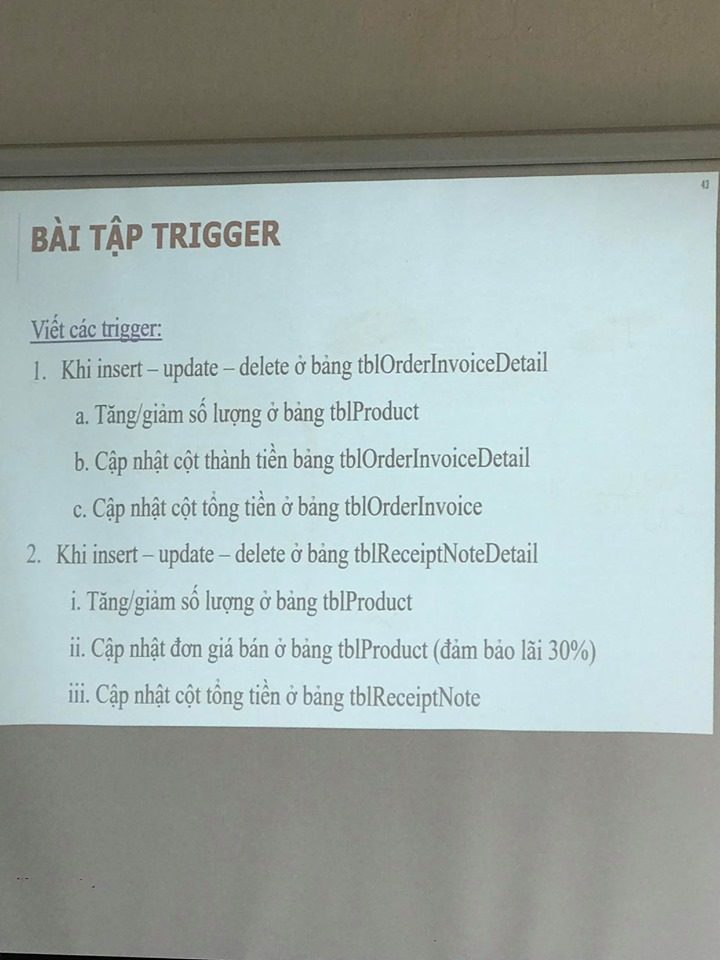 43
BÀI TẬP TRIGGER
Viết các trigger:
1. Khi insert – update – delete ở bảng tblOrderInvoiceDetail
a. Tăng/giảm số lượng ở bảng tblProduct
b. Cập nhật cột thành tiền bảng tblOrderInvoiceDetail
c. Cập nhật cột tổng tiền ở bảng tblOrderInvoice
2. Khi insert – update – delete ở bảng tblReceiptNoteDetail
i. Tăng/giảm số lượng ở bảng tblProduct
ii. Cập nhật đơn giá bán ở bảng tblProduct (đảm bảo lãi 30%)
iii. Cập nhật cột tổng tiền ở bảng tblReceiptNote